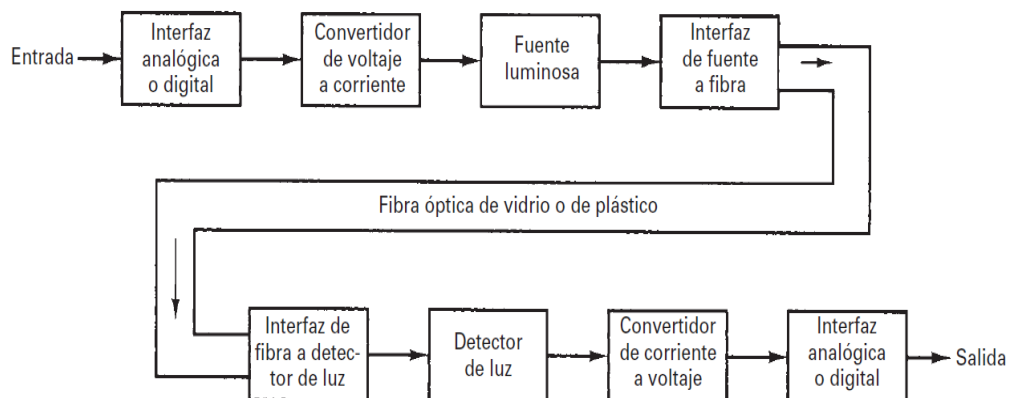 Entrada
Interfaz
analógica
o digital
Convertidor
de voltaje
a corriente
Fuente
luminosa
Interfaz
de fuente
a fibra
Fibra óptica de vidrio o de plástico
Interfaz de
fibra a detec-
tor de luz
Detector
de luz
Convertidor
de corriente
a voltaje
Interfaz
analógica
o digital
Salida